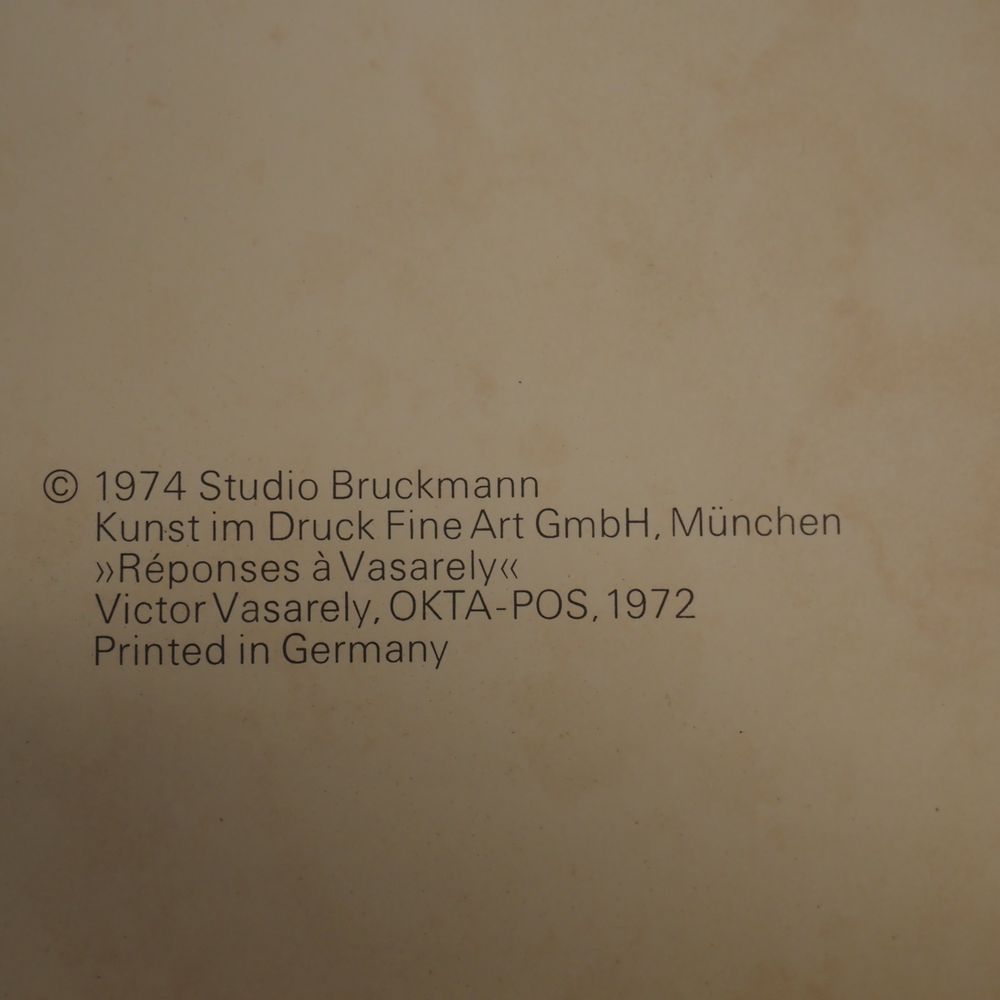 © 1974 Studio Bruckmann
Kunst im Druck Fine Art GmbH, München
»Réponses à Vasarely«
Victor Vasarely, OKTA-POS, 1972
Printed in Germany